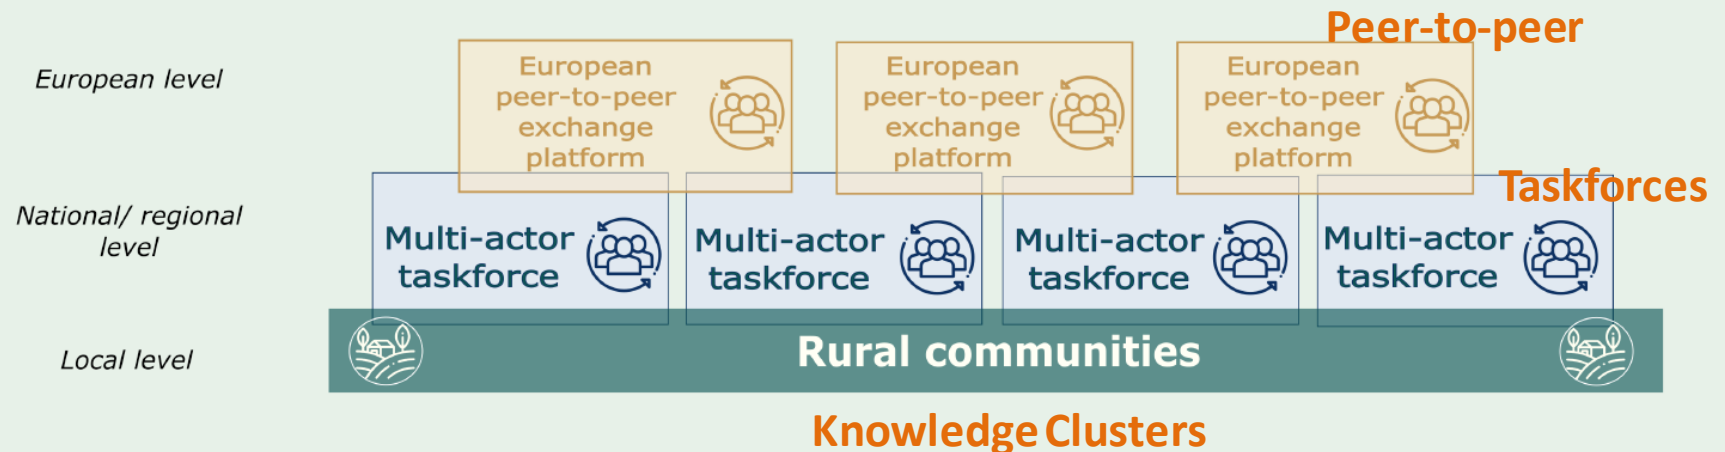 Peer-to-peer
European level
European
peer-to-peer
exchange
platform
European
peer-to-peer
exchange
platform
European
peer-to-peer
exchange
platform
Taskforces
National/ regional
level
Multi-actor
taskforce
Multi-actor
taskforce
Multi-actor
taskforce
Multi-actor
taskforce
Local level
Rural communities
Knowledge Clusters